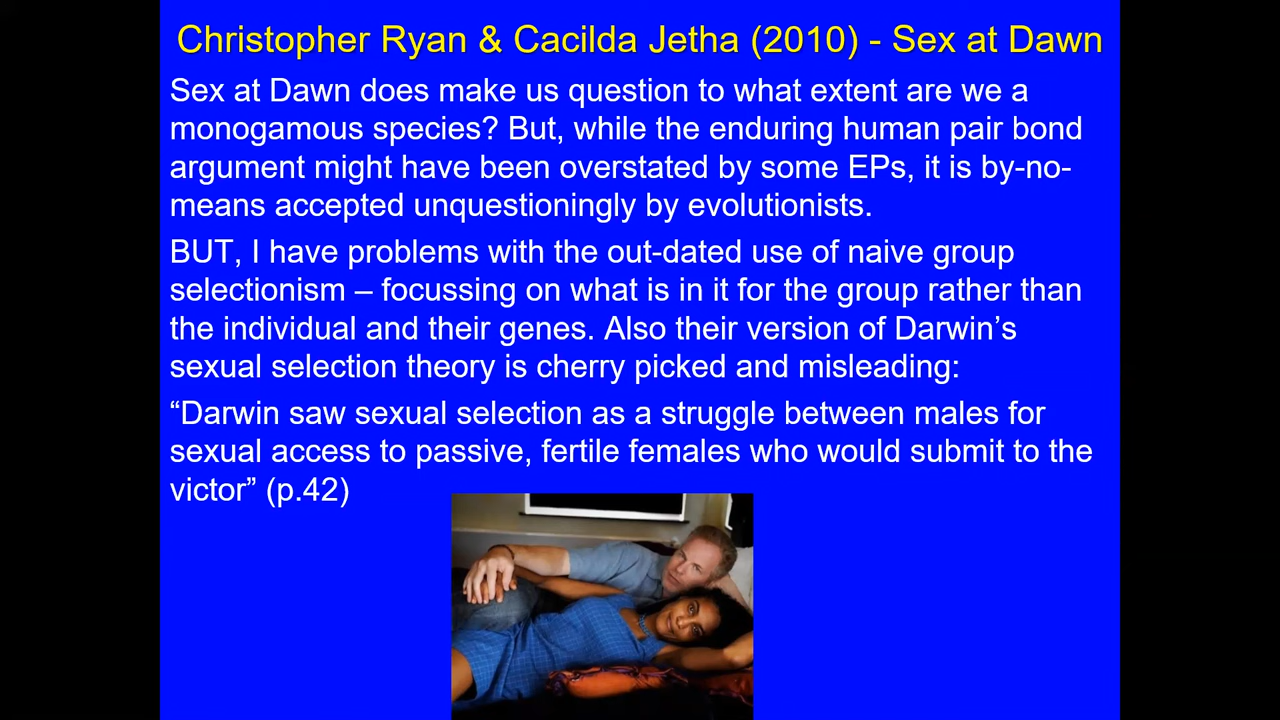 Christopher Ryan & Cacilda Jetha (2010) - Sex at Dawn
Sex at Dawn does make us question to what extent are we a
monogamous species? But, while the enduring human pair bond
argument might have been overstated by some EPs, it is by-no-
means accepted unquestioningly by evolutionists.
BUT, I have problems with the out-dated use of naive group
selectionism – focussing on what is in it for the group rather than
the individual and their genes. Also their version of Darwin’s
sexual selection theory is cherry picked and misleading:
“Darwin saw sexual selection as a struggle between males for
sexual access to passive, fertile females who would submit to the
victor” (p.42)